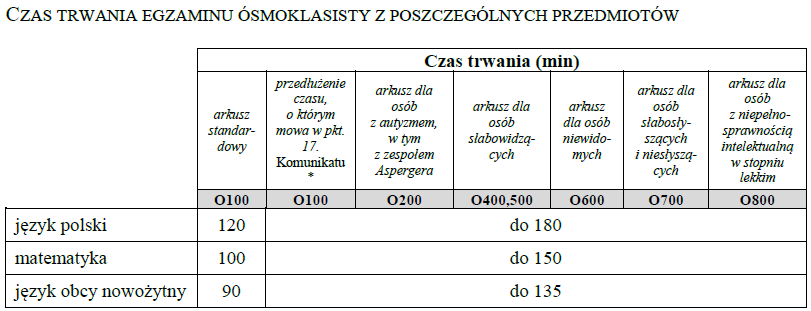 CZAS TRWANIA EGZAMINU ÓSMOKLASISTY Z POSZCZEGÓLNYCH PRZEDMIOTÓW
Czas trwania (min)
arkusz
standar-
dowy
przedłużenie
czasu,
o którym
mowa w pkt.
17.
Komunikatu
*
arkusz dla
osób
z autyzmem,
w tym
z zespołem
Aspergera
arkusz dla
osób
słabowidzą-
cych
arkusz
dla osób
niewido-
mych
arkusz dla
osób
słabosły-
szących
i niesłyszą-
cych
arkusz dla
osób
z niepełno-
sprawnością
intelektualną
w stopniu
lekkim
O100 O100 O200 O400,500 O600 O700 O800
język polski 120 do 180
matematyka 100 do 150
język obcy nowożytny 90 do 135